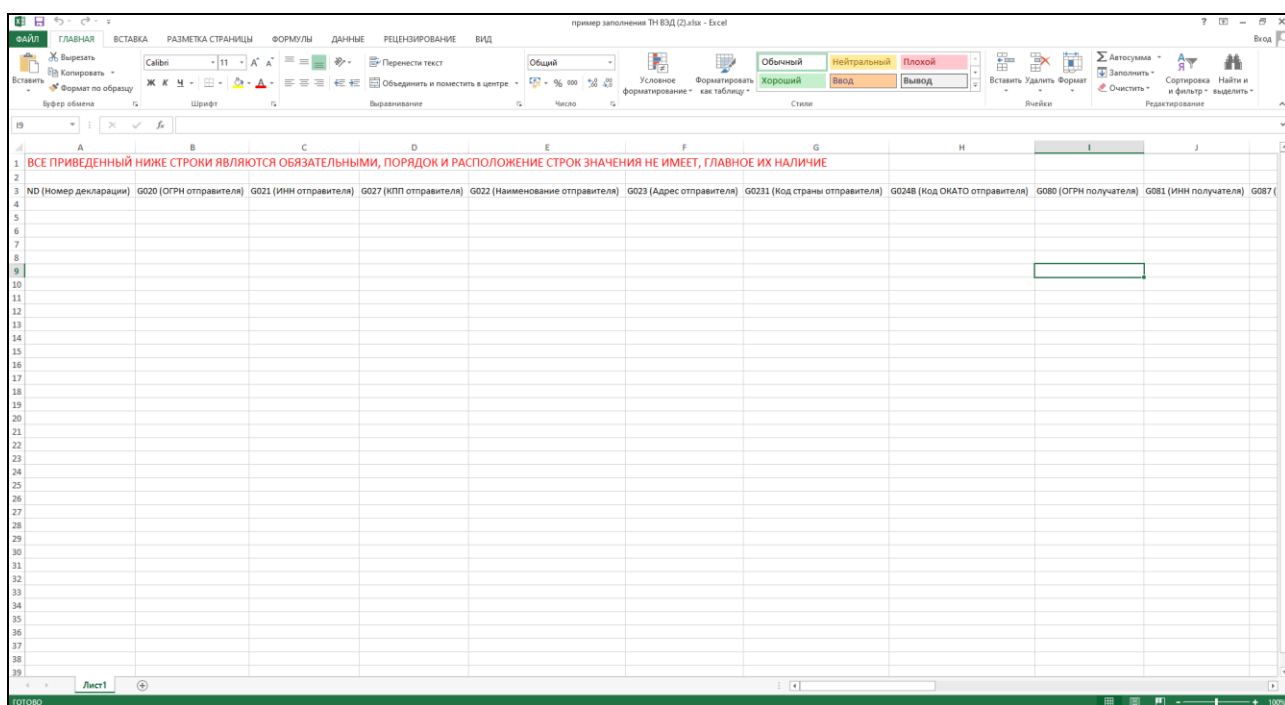 пример заполнения ТН ВЭД (2).xlsx - Excel
ФАЙЛ ГЛАВНАЯ ВСТАВКА РАЗМЕТКА СТРАНИЦЫ ФОРМУЛЫ ДАННЫЕ РЕЦЕНЗИРОВАНИЕ ВИД Вход
Вставить
Вырезать
Копировать
Формат по образцу
Буфер обмена
Calibri 11
Ж К Ч
Шрифт
Перенести текст
Объединить и поместить в центре
Выравнивание
Общий
% 000
Число
Условное форматирование
Форматировать как таблицу
Обычный Нейтральный Плохой
Хороший Ввод Вывод
Стили
Вставить Удалить Формат
Ячейки
Автосумма
Заполнить
Очистить
Сортировка и фильтр
Найти и выделить
Редактирование
I9 fx
A B C D E F G H I J
1 ВСЕ ПРИВЕДЕННЫЙ НИЖЕ СТРОКИ ЯВЛЯЮТСЯ ОБЯЗАТЕЛЬНЫМИ, ПОРЯДОК И РАСПОЛОЖЕНИЕ СТРОК ЗНАЧЕНИЯ НЕ ИМЕЕТ, ГЛАВНОЕ ИХ НАЛИЧИЕ
2
3 ND (Номер декларации) G020 (ОГРН отправителя) G021 (ИНН отправителя) G027 (КПП отправителя) G022 (Наименование отправителя) G023 (Адрес отправителя) G0231 (Код страны отправителя) G024B (Код ОКАТО отправителя) G080 (ОГРН получателя) G081 (ИНН получателя) G087 (
4
5
6
7
8
9
10
11
12
13
14
15
16
17
18
19
20
21
22
23
24
25
26
27
28
29
30
31
32
33
34
35
36
37
38
39
Лист1
ГОТОВО 100%